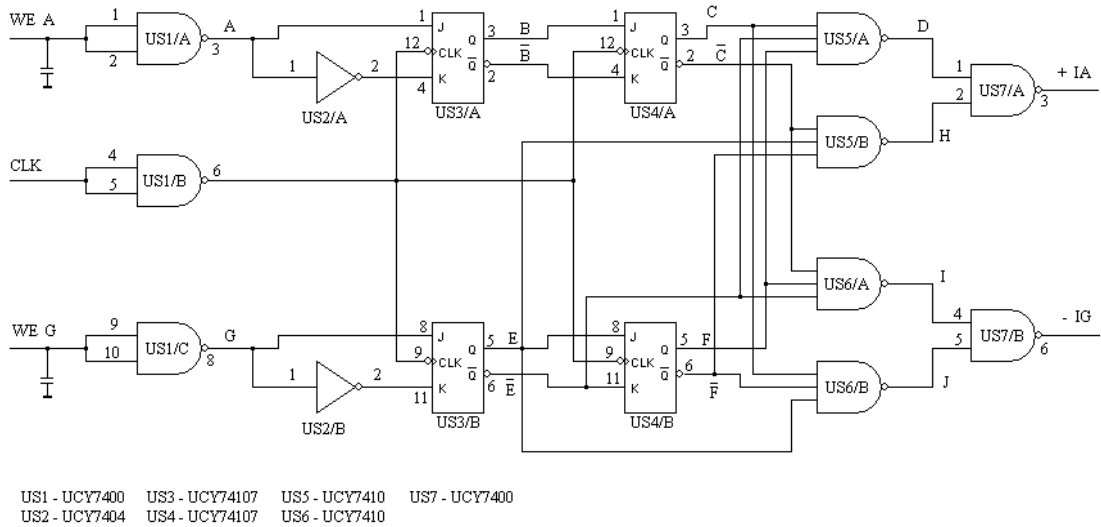 WE A
1
2
US1/A
3
A
1
2
US2/A
1
12
4
J
CLK
K
Q
Q̅
3
2
US3/A
B
B̅
1
12
4
J
CLK
K
Q
Q̅
3
2
US4/A
C
C̅
US5/A
D
US5/B
H
1
2
US7/A
3
+ IA
CLK
4
5
US1/B
6
WE G
9
10
US1/C
8
G
1
2
US2/B
8
9
11
J
CLK
K
Q
Q̅
5
6
US3/B
E
E̅
8
9
11
J
CLK
K
Q
Q̅
5
6
US4/B
F
F̅
US6/A
I
US6/B
J
4
5
US7/B
6
- IG
US1 - UCY7400 US3 - UCY74107 US5 - UCY7410 US7 - UCY7400
US2 - UCY7404 US4 - UCY74107 US6 - UCY7410